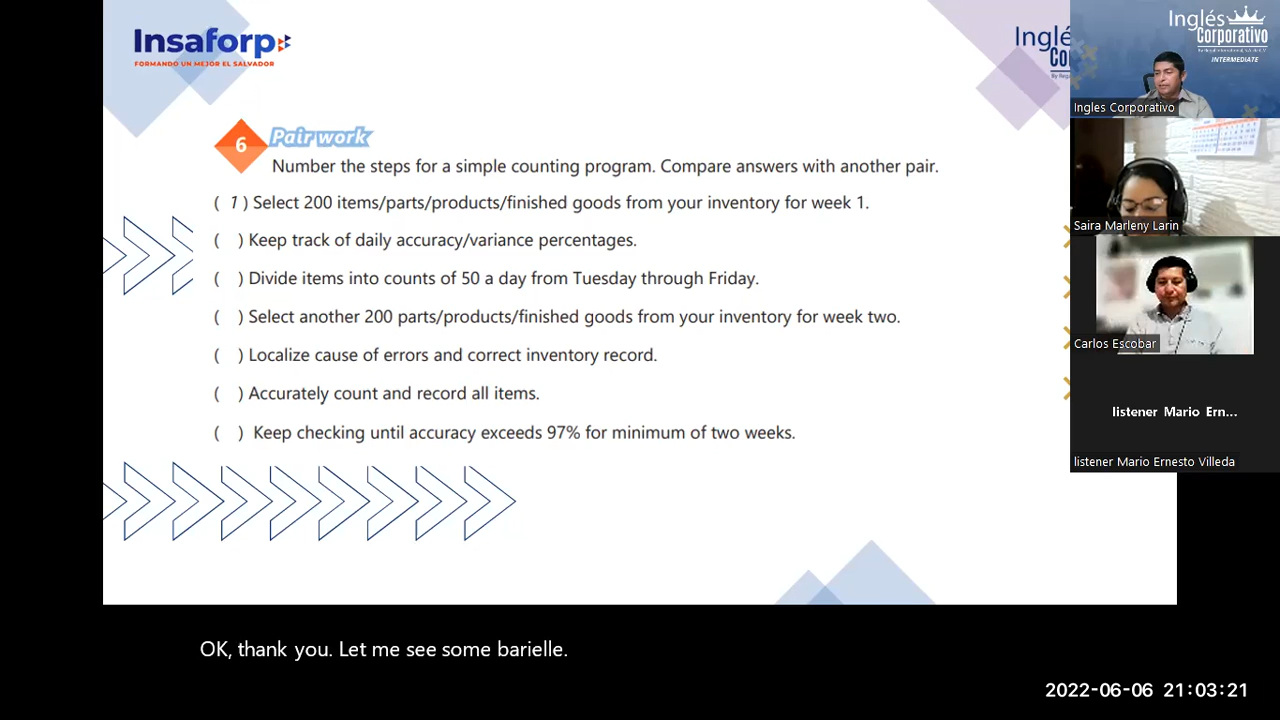 Insaforp
FORMANDO UN MEJOR EL SALVADOR
Inglés
Corporativo
INTERMEDIATE
Ingles Corporativo
6
Pair work
Number the steps for a simple counting program. Compare answers with another pair.
( 1 ) Select 200 items/parts/products/finished goods from your inventory for week 1.
( ) Keep track of daily accuracy/variance percentages.
( ) Divide items into counts of 50 a day from Tuesday through Friday.
( ) Select another 200 parts/products/finished goods from your inventory for week two.
( ) Localize cause of errors and correct inventory record.
( ) Accurately count and record all items.
( ) Keep checking until accuracy exceeds 97% for minimum of two weeks.
Saira Marleny Larin
Carlos Escobar
listener Mario Ern...
listener Mario Ernesto Villeda
OK, thank you. Let me see some barielle.
2022-06-06 21:03:21